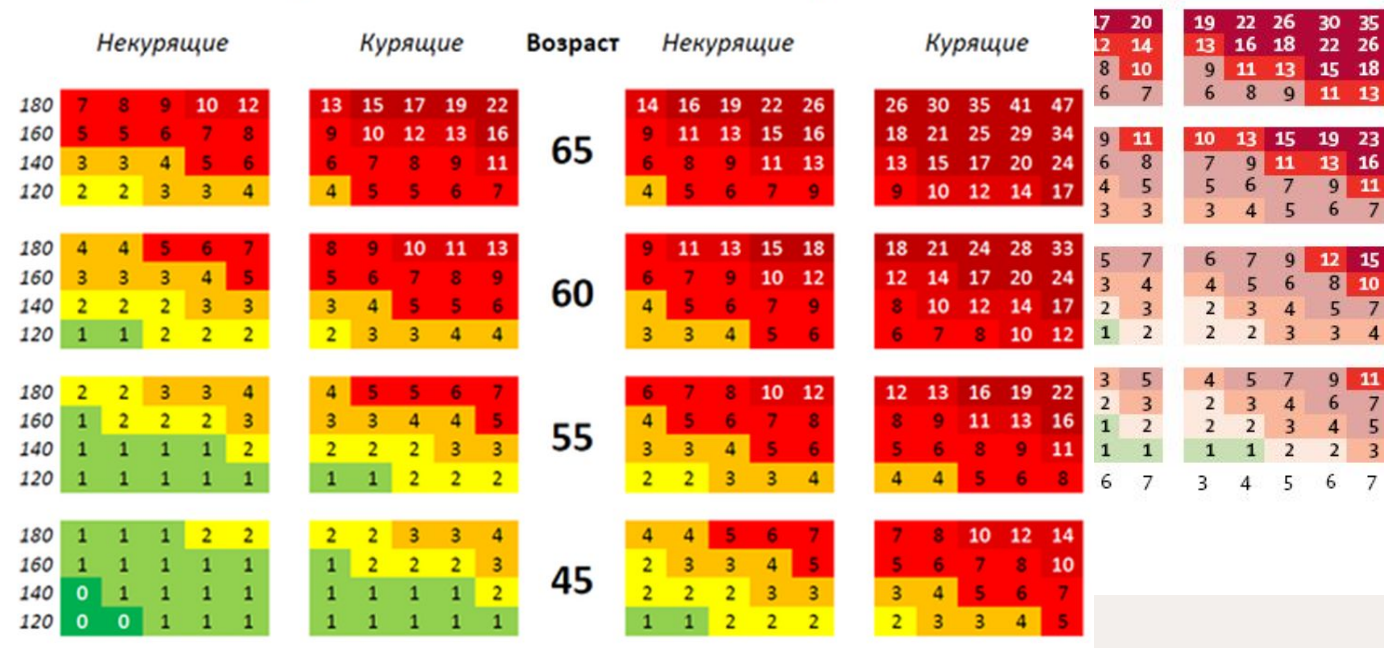 Некурящие Курящие Возраст Некурящие Курящие
180 7 8 9 10 12 13 15 17 19 22 14 16 19 22 26 26 30 35 41 47
160 5 5 6 7 8 9 10 12 13 16 9 11 13 15 16 18 21 25 29 34
65
140 3 3 4 5 6 6 7 8 9 11 6 8 9 11 13 13 15 17 20 24
120 2 2 3 3 4 4 5 5 6 7 4 5 6 7 9 9 10 12 14 17
180 4 4 5 6 7 8 9 10 11 13 9 11 13 15 18 18 21 24 28 33
160 3 3 3 4 5 5 6 7 8 9 6 7 9 10 12 12 14 17 20 24
60
140 2 2 2 3 3 3 4 5 5 6 4 5 6 7 9 8 10 12 14 17
120 1 1 2 2 2 2 3 3 4 4 3 3 4 5 6 6 7 8 10 12
180 2 2 3 3 4 4 5 5 6 7 6 7 8 10 12 12 13 16 19 22
160 1 2 2 2 3 3 3 4 4 5 4 5 6 7 8 8 9 11 13 16
55
140 1 1 1 1 2 2 2 2 3 3 3 3 4 5 6 5 6 8 9 11
120 1 1 1 1 1 1 1 2 2 2 2 2 3 3 4 4 4 5 6 8
180 1 1 1 2 2 2 2 3 3 4 4 4 5 6 7 7 8 10 12 14
160 1 1 1 1 1 1 2 2 2 3 2 3 3 4 5 5 6 7 8 10
45
140 0 1 1 1 1 1 1 1 1 2 2 2 2 3 3 3 4 5 6 7
120 0 0 1 1 1 1 1 1 1 1 1 1 2 2 2 2 3 3 4 5
17 20 19 22 26 30 35
12 14 13 16 18 22 26
8 10 9 11 13 15 18
6 7 6 8 9 11 13
9 11 10 13 15 19 23
6 8 7 9 11 13 16
4 5 5 6 7 9 11
3 3 3 4 5 6 7
5 7 6 7 9 12 15
3 4 4 5 6 8 10
2 3 2 3 4 5 7
1 2 2 2 3 3 4
3 5 4 5 7 9 11
2 3 2 3 4 6 7
1 2 2 2 3 4 5
1 1 1 1 2 2 3
6 7 3 4 5 6 7